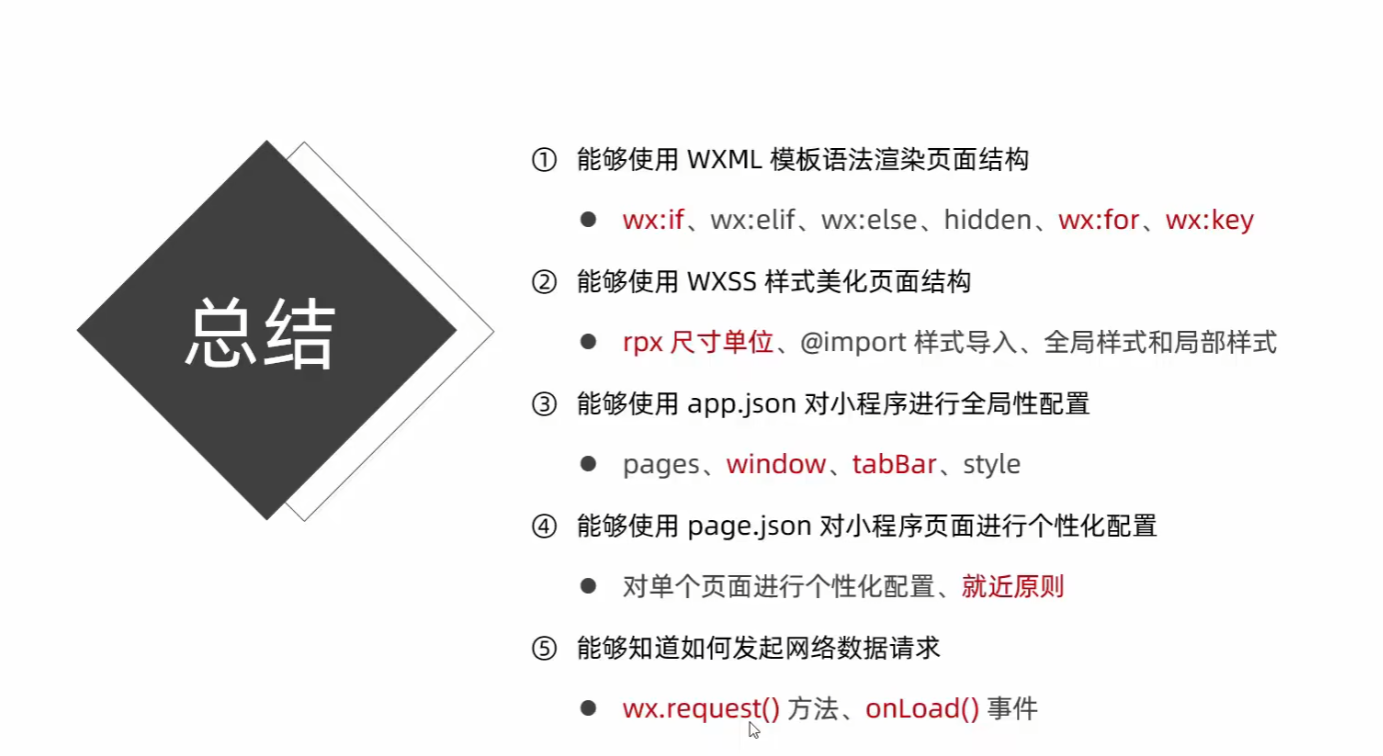 总结
① 能够使用 WXML 模板语法渲染页面结构
● wx:if、wx:elif、wx:else、hidden、wx:for、wx:key
② 能够使用 WXSS 样式美化页面结构
● rpx 尺寸单位、@import 样式导入、全局样式和局部样式
③ 能够使用 app.json 对小程序进行全局性配置
● pages、window、tabBar、style
④ 能够使用 page.json 对小程序页面进行个性化配置
● 对单个页面进行个性化配置、就近原则
⑤ 能够知道如何发起网络数据请求
● wx.request() 方法、onLoad() 事件